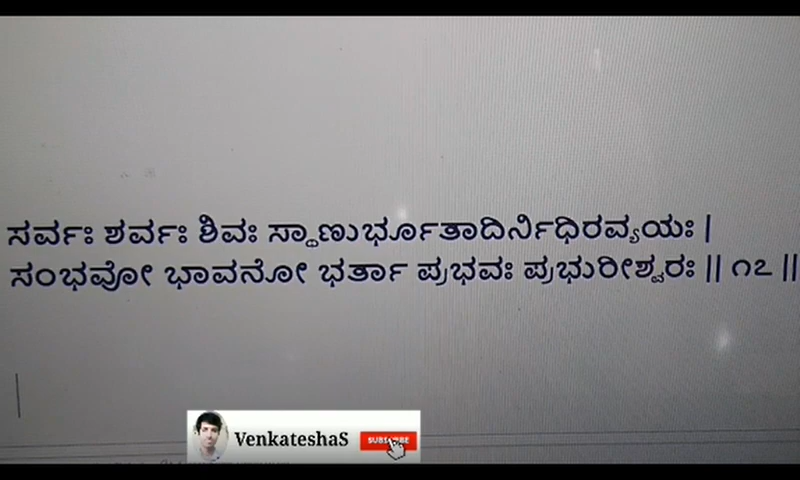 ಸರ್ವಃ ಶರ್ವಃ ಶಿವಃ ಸ್ಥಾಣುರ್ಭೂತಾದಿರ್ನಿಧಿರವ್ಯಯಃ |
ಸಂಭವೋ ಭಾವನೋ ಭರ್ತಾ ಪ್ರಭವಃ ಪ್ರಭುರೀಶ್ವರಃ || ೧೭ ||
VenkateshaS
SUBSCRIBE